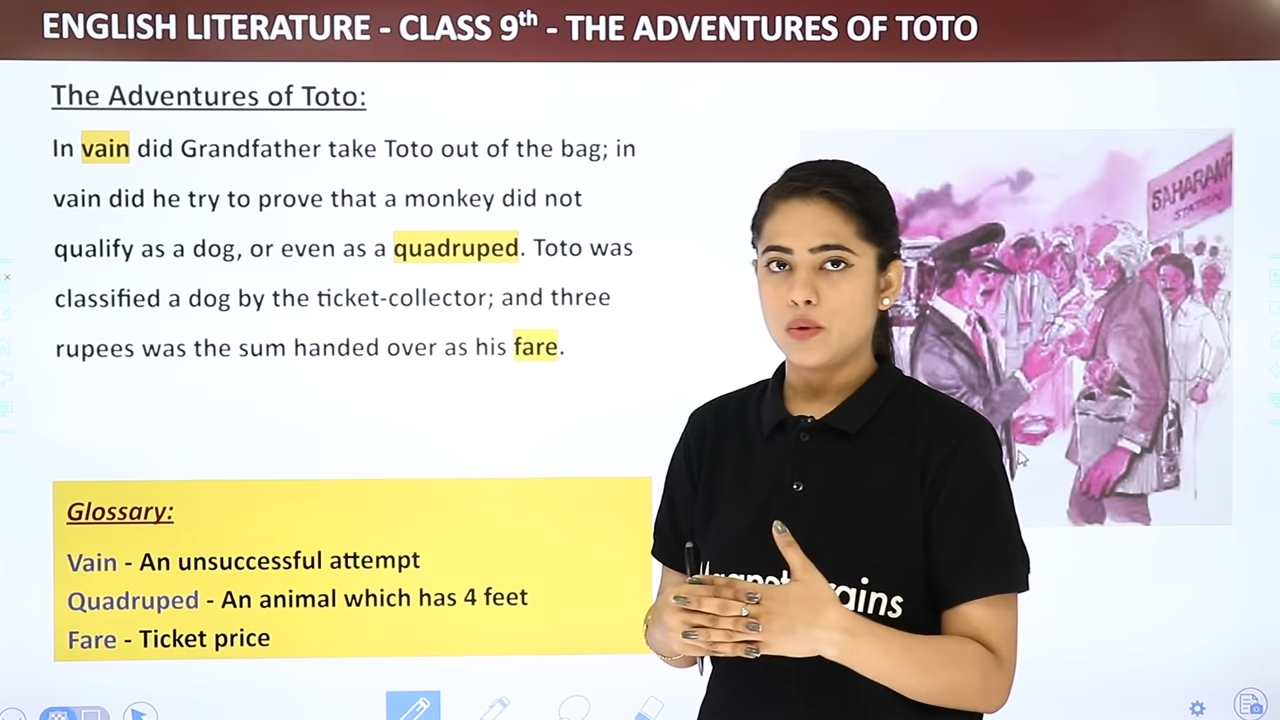 ENGLISH LITERATURE - CLASS 9th - THE ADVENTURES OF TOTO
The Adventures of Toto:
In vain did Grandfather take Toto out of the bag; in
vain did he try to prove that a monkey did not
qualify as a dog, or even as a quadruped. Toto was
classified a dog by the ticket-collector; and three
rupees was the sum handed over as his fare.
Glossary:
Vain - An unsuccessful attempt
Quadruped - An animal which has 4 feet
Fare - Ticket price
STATION